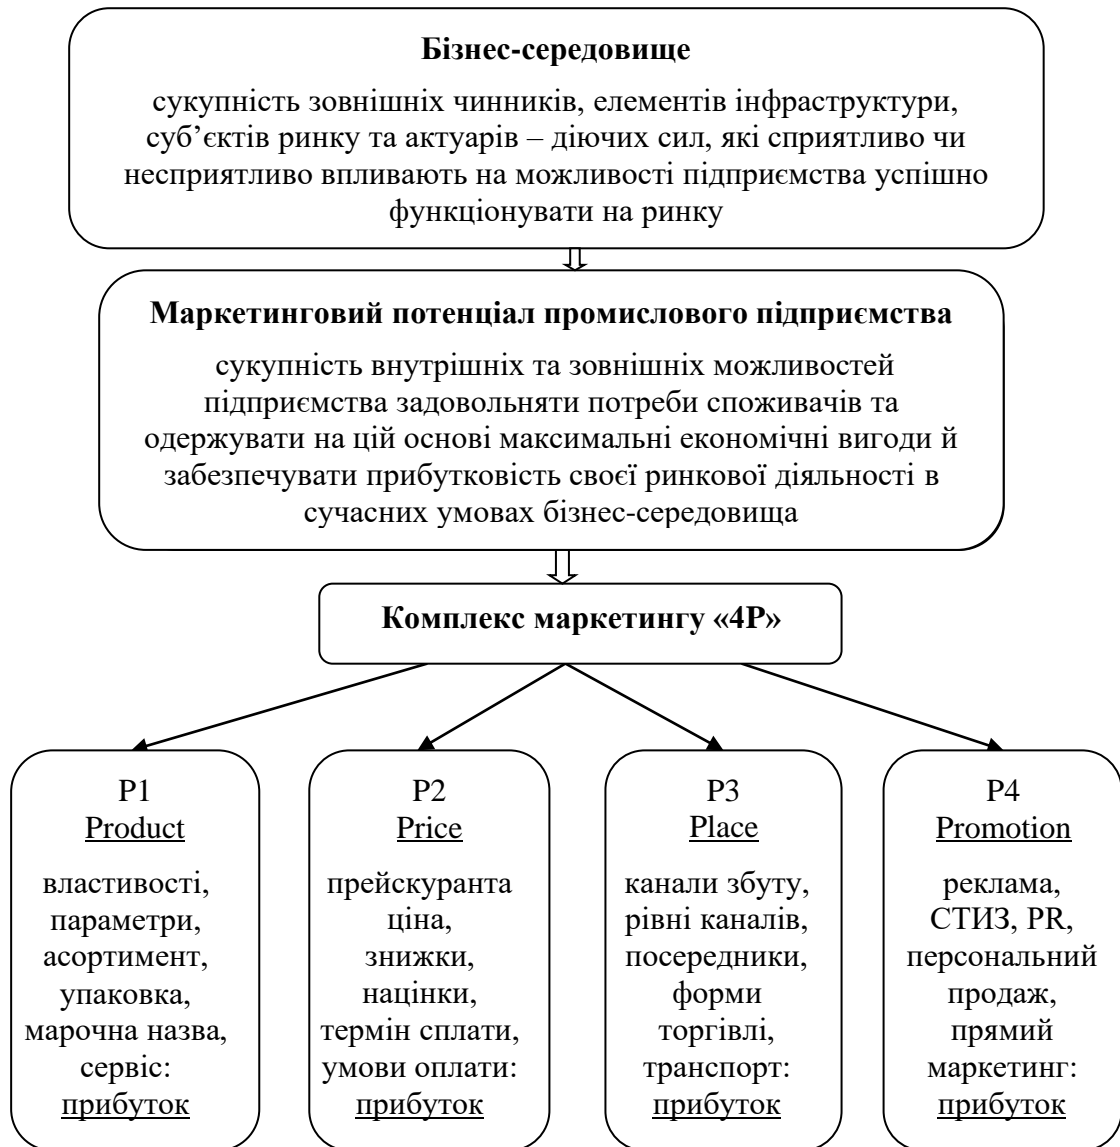 Бізнес-середовище
сукупність зовнішніх чинників, елементів інфраструктури,
суб’єктів ринку та актуарів – діючих сил, які сприятливо чи
несприятливо впливають на можливості підприємства успішно
функціонувати на ринку
Маркетинговий потенціал промислового підприємства
сукупність внутрішніх та зовнішніх можливостей
підприємства задовольняти потреби споживачів та
одержувати на цій основі максимальні економічні вигоди й
забезпечувати прибутковість своєї ринкової діяльності в
сучасних умовах бізнес-середовища
Комплекс маркетингу «4Р»
Р1
Product
властивості,
параметри,
асортимент,
упаковка,
марочна назва,
сервіс:
прибуток
Р2
Price
прейскуранта
ціна,
знижки,
націнки,
термін сплати,
умови оплати:
прибуток
Р3
Place
канали збуту,
рівні каналів,
посередники,
форми
торгівлі,
транспорт:
прибуток
Р4
Promotion
реклама,
СТИЗ, PR,
персональний
продаж,
прямий
маркетинг:
прибуток